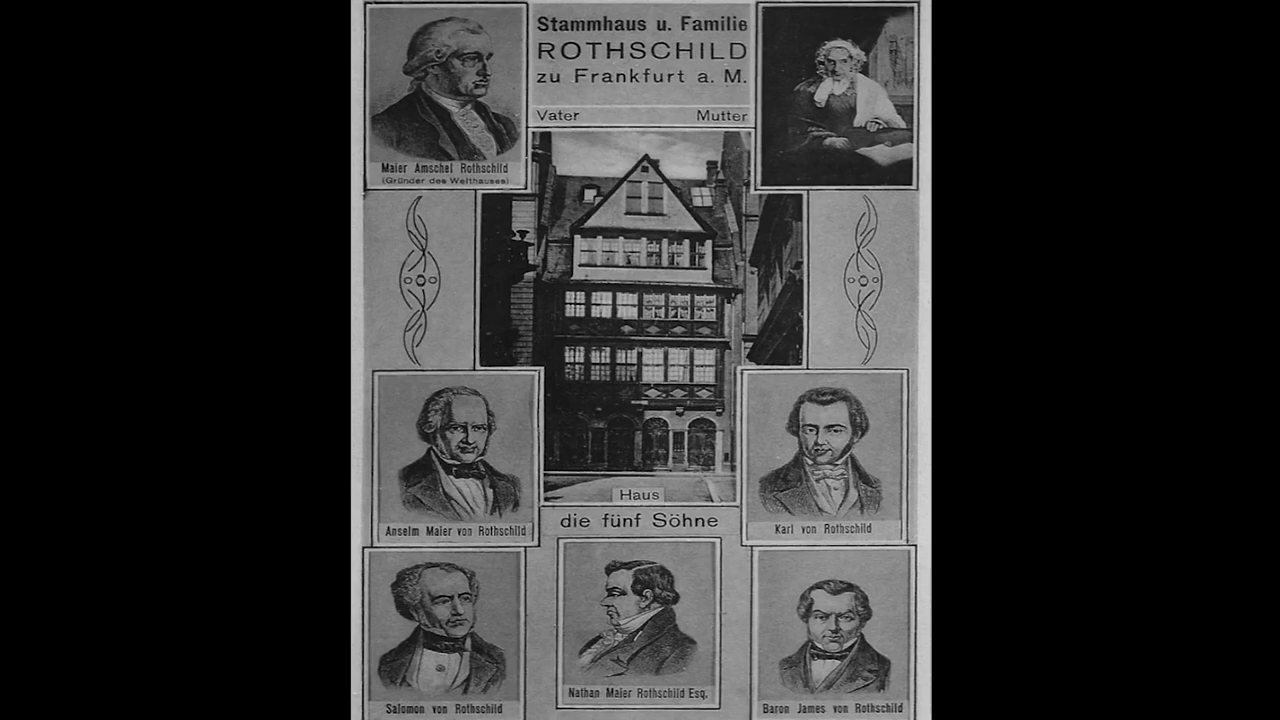 Stammhaus u. Familie
ROTHSCHILD
zu Frankfurt a. M.
Vater
Mutter
Maier Amschel Rothschild
(Gründer des Welthauses)
Haus
die fünf Söhne
Anselm Maier von Rothschild
Karl von Rothschild
Salomon von Rothschild
Nathan Maier Rothschild Esq.
Baron James von Rothschild